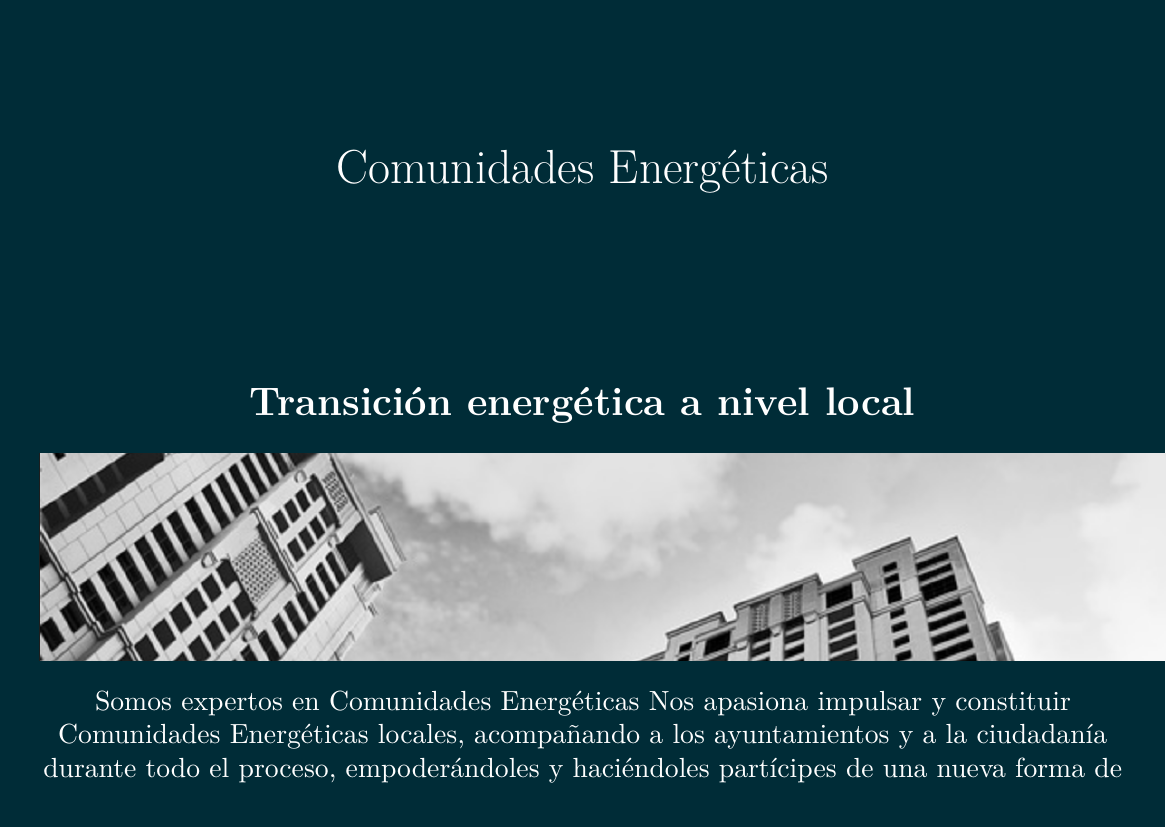 Comunidades Energéticas
Transición energética a nivel local
Somos expertos en Comunidades Energéticas Nos apasiona impulsar y constituir
Comunidades Energéticas locales, acompañando a los ayuntamientos y a la ciudadanía
durante todo el proceso, empoderándoles y haciéndoles partícipes de una nueva forma de